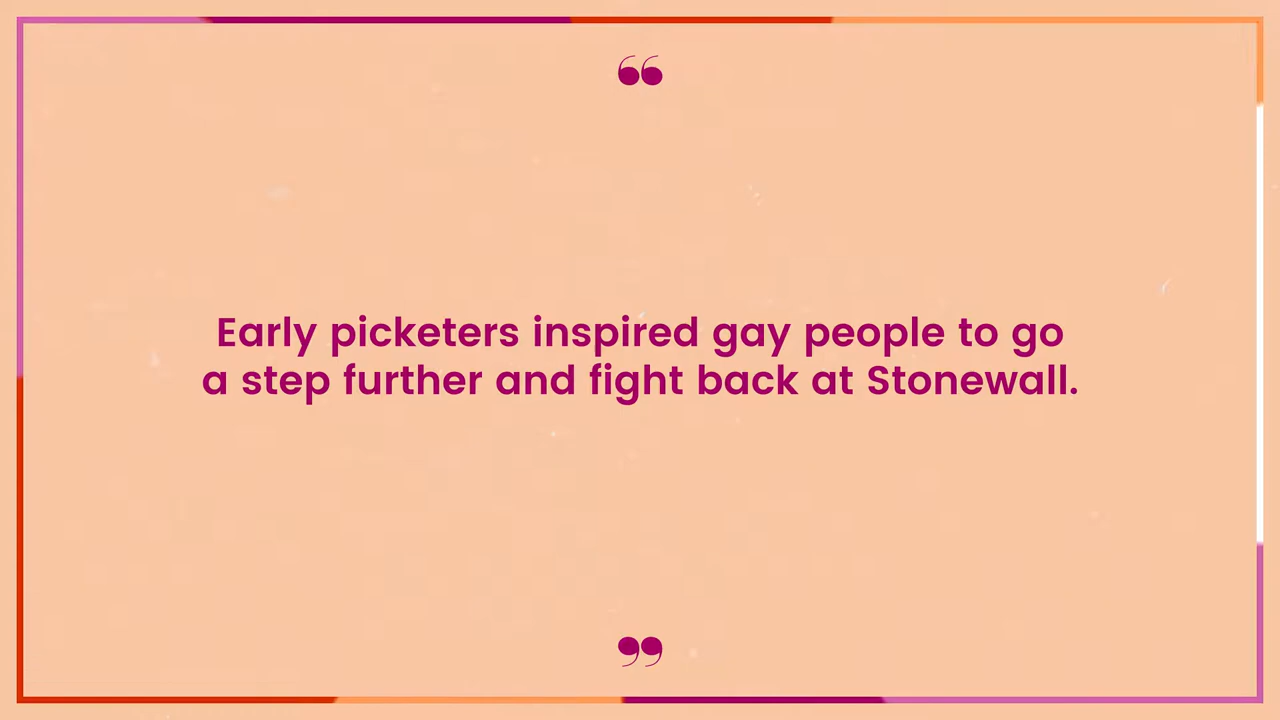 “
Early picketers inspired gay people to go
a step further and fight back at Stonewall.
”